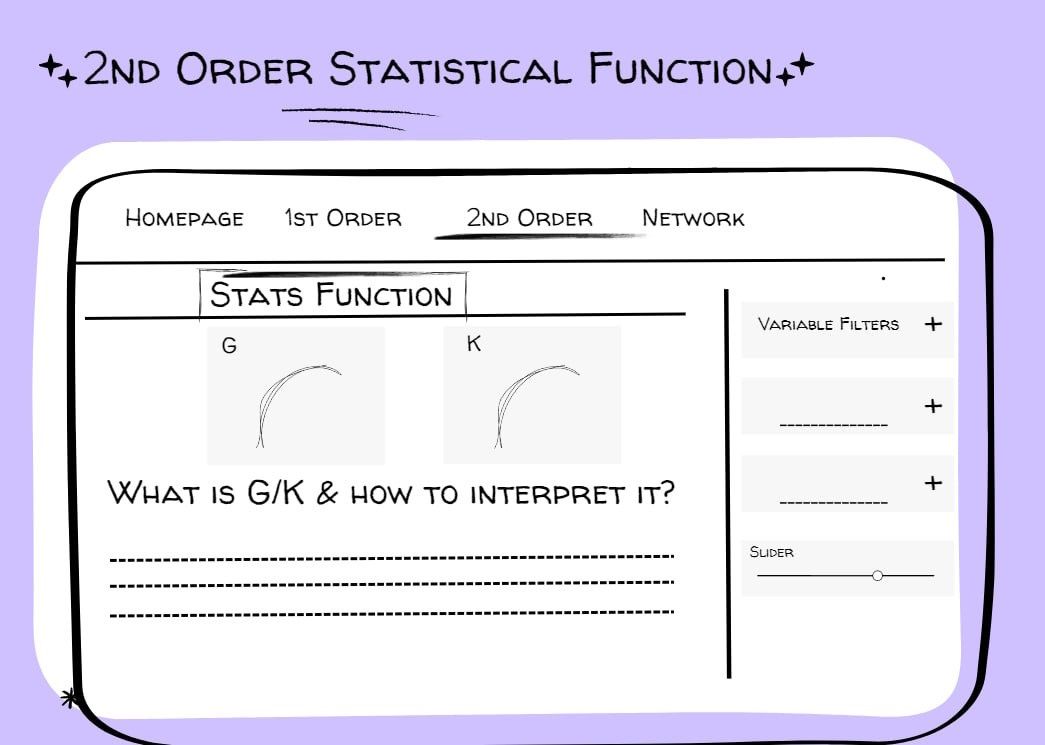 2nd Order Statistical Function
Homepage 1st Order 2nd Order Network
Stats Function
G K
What is G/K & how to interpret it?
Variable Filters +
+
+
Slider